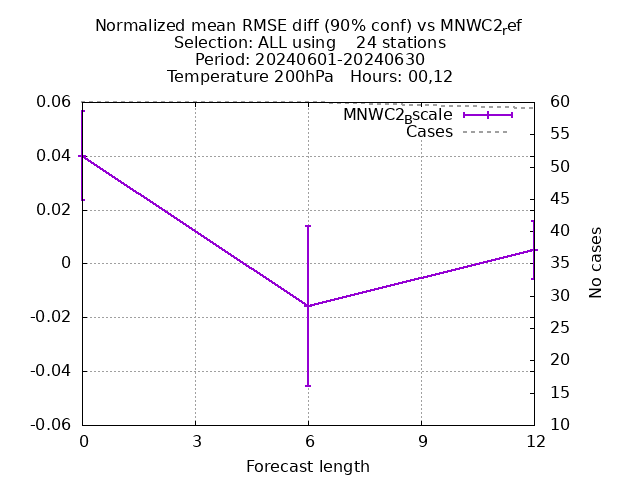 Normalized mean RMSE diff (90% conf) vs MNWC2ref
Selection: ALL using    24 stations
Period: 20240601-20240630
Temperature 200hPa   Hours: 00,12
MNWC2Bscale
Cases
0.06
0.04
0.02
0
-0.02
-0.04
-0.06
60
55
50
45
40
35
30
25
20
15
10
No cases
0 3 6 9 12
Forecast length